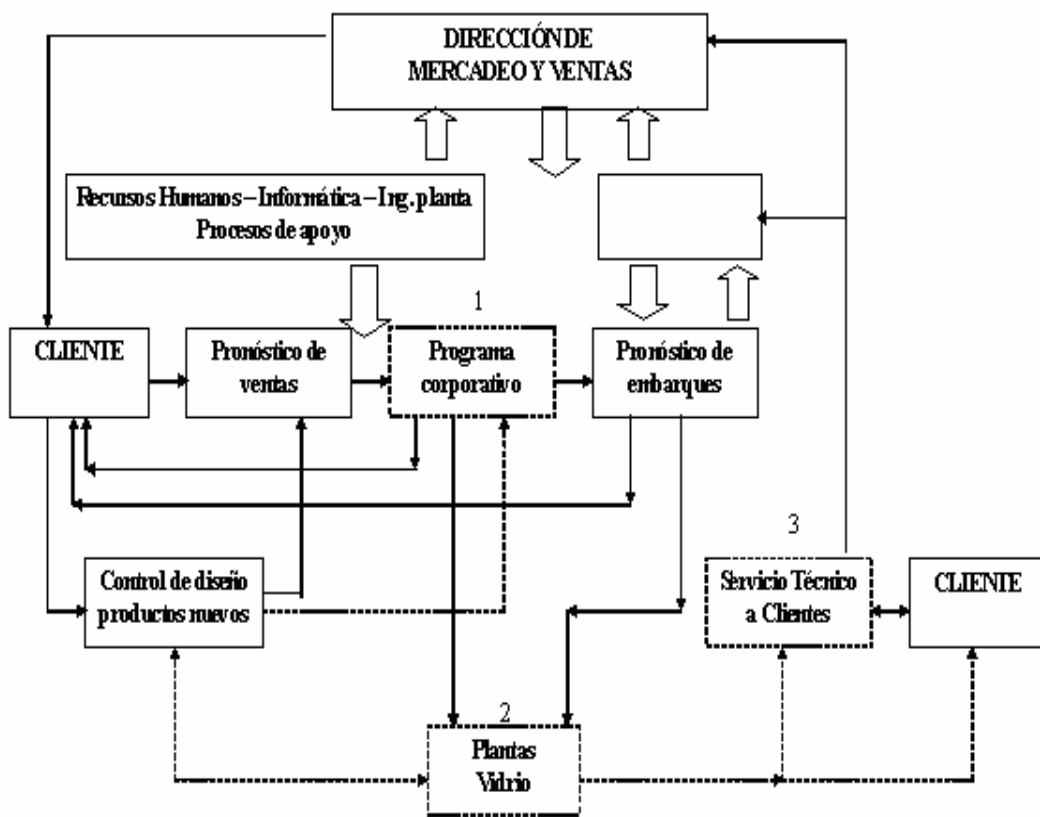 DIRECCIÓN DE
MERCADEO Y VENTAS
Recursos Humanos – Informática – Ing. planta
Procesos de apoyo
1
CLIENTE
Pronóstico de
ventas
Programa
corporativo
Pronóstico de
embarques
3
Control de diseño
productos nuevos
Servicio Técnico
a Clientes
CLIENTE
2
Plantas
Vidrio